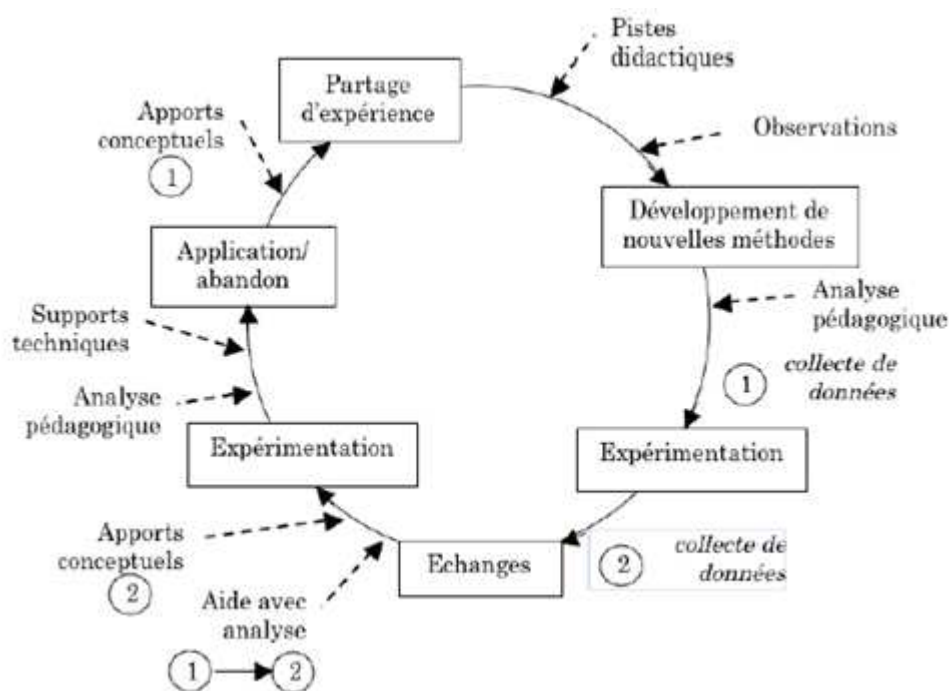 Pistes
didactiques
Partage
d'expérience
Apports
conceptuels
1
Observations
Développement de
nouvelles méthodes
Application/
abandon
Analyse
pédagogique
Supports
techniques
1 collecte de
données
Analyse
pédagogique
Expérimentation
Expérimentation
Apports
conceptuels
2
Echanges
2 collecte de
données
Aide avec
analyse
1 2